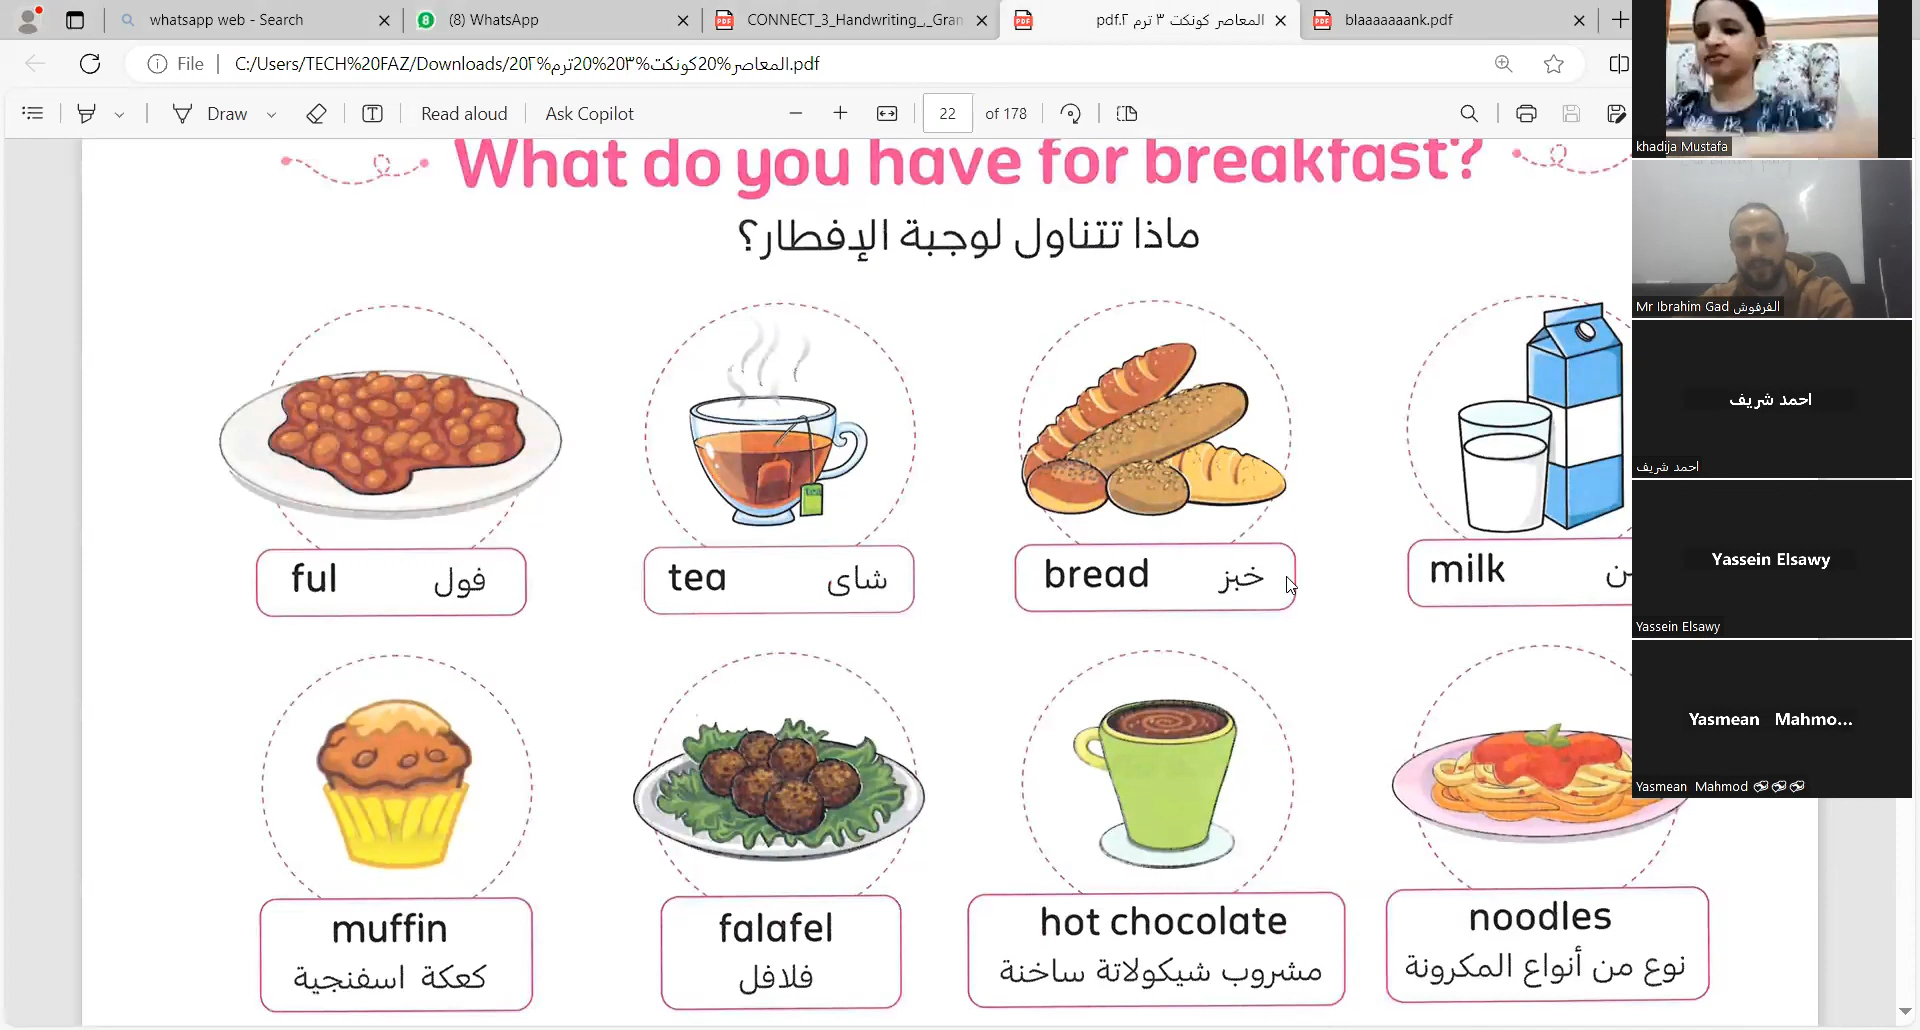 whatsapp web - Search
(8) WhatsApp
CONNECT_3_Handwriting_,_Gran
المعاصر كونكت ٣ ترم ٢.pdf
blaaaaaaank.pdf
File
C:/Users/TECH%20FAZ/Downloads/المعاصر%20كونكت%20٣%20ترم%20٢.pdf
Draw
Read aloud
Ask Copilot
22 of 178
What do you have for breakfast?
ماذا تتناول لوجبة الإفطار؟
ful فول
tea شاى
bread خبز
milk
muffin
كعكة اسفنجية
falafel
فلافل
hot chocolate
مشروب شيكولاتة ساخنة
noodles
نوع من أنواع المكرونة
khadija Mustafa
Mr Ibrahim Gad الفرفوش
احمد شريف
احمد شريف
Yassein Elsawy
Yassein Elsawy
Yasmean Mahmo...
Yasmean Mahmod